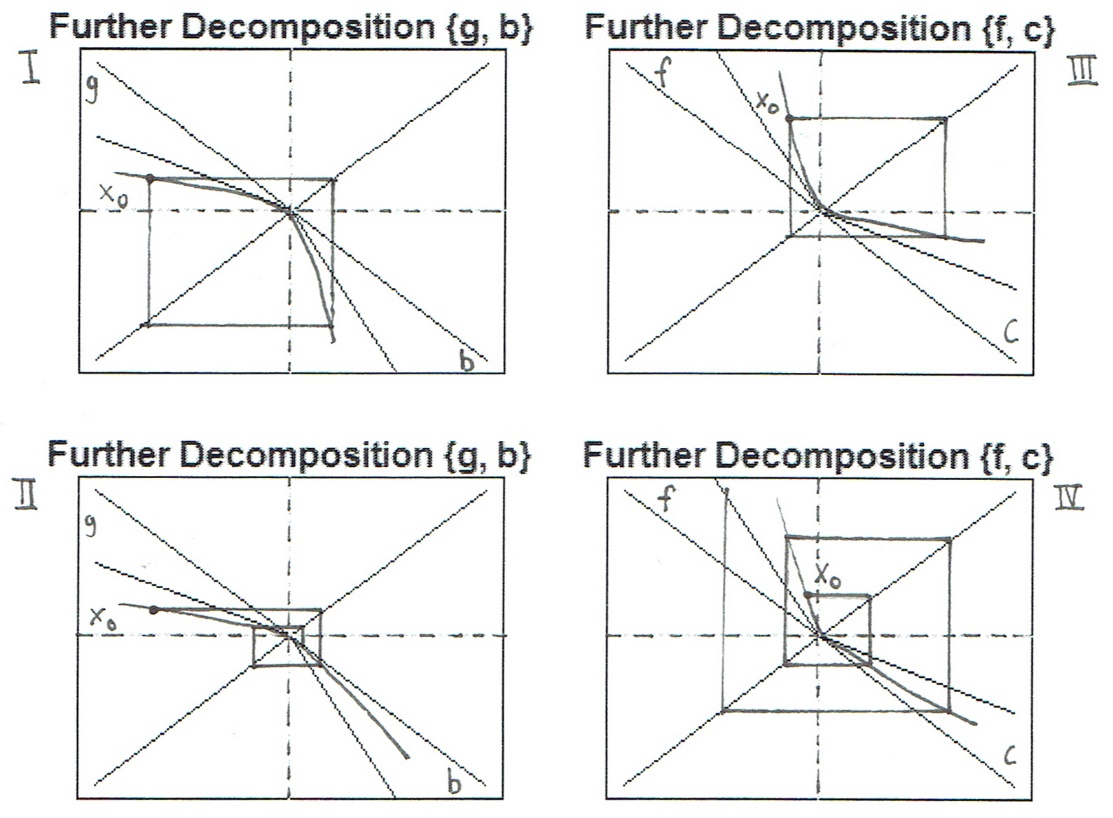 Further Decomposition {g, b}
Further Decomposition {f, c}
I
III
g
f
x₀
x₀
b
c
Further Decomposition {g, b}
Further Decomposition {f, c}
II
IV
g
f
x₀
x₀
b
c